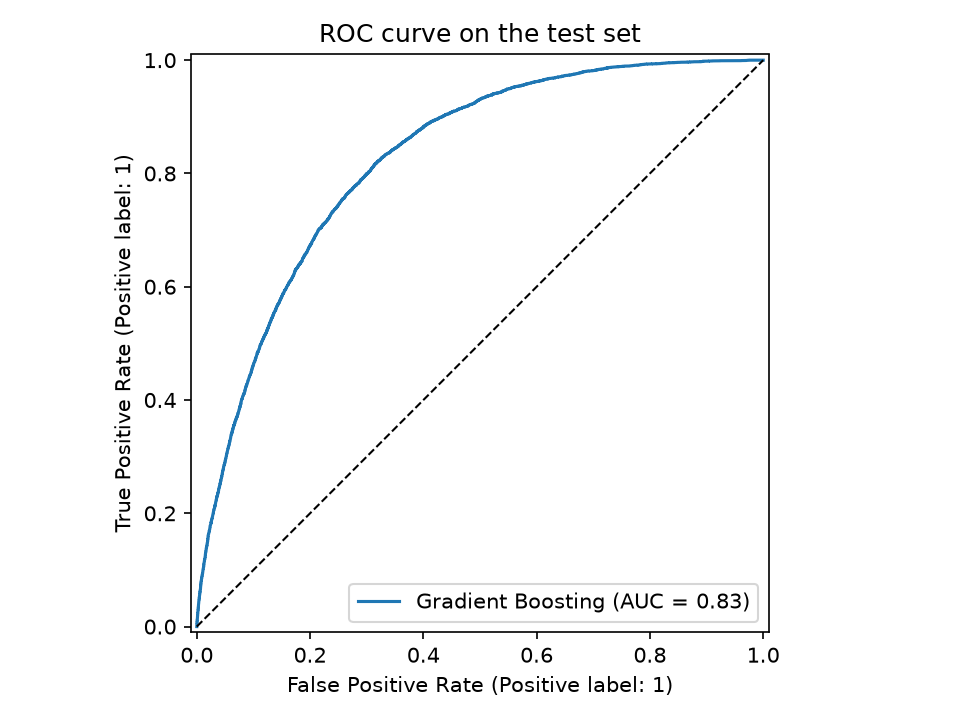 ROC curve on the test set
True Positive Rate (Positive label: 1)
1.0
0.8
0.6
0.4
0.2
0.0
Gradient Boosting (AUC = 0.83)
0.0 0.2 0.4 0.6 0.8 1.0
False Positive Rate (Positive label: 1)